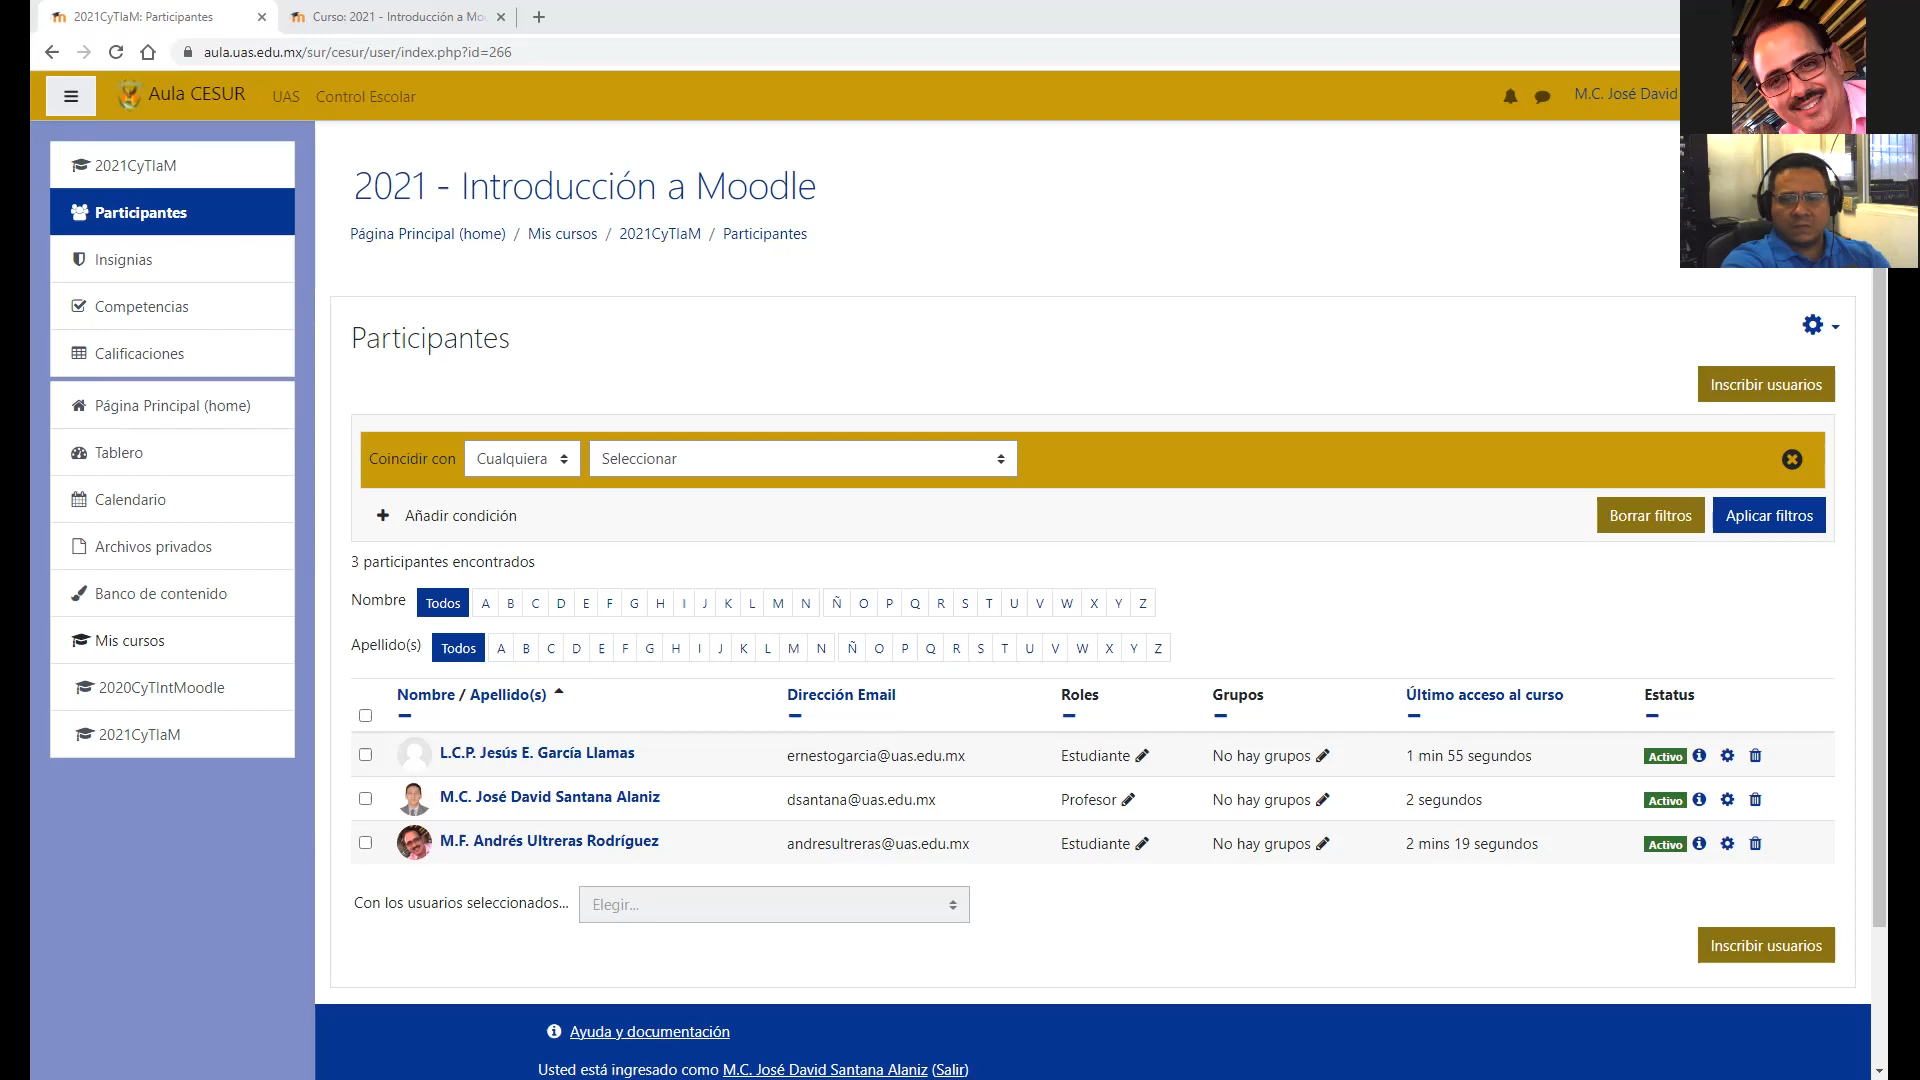 2021CyTIaM: Participantes
Curso: 2021 - Introducción a Mo
aula.uas.edu.mx/sur/cesur/user/index.php?id=266
Aula CESUR UAS Control Escolar M.C. José David
2021CyTIaM
Participantes
Insignias
Competencias
Calificaciones
Página Principal (home)
Tablero
Calendario
Archivos privados
Banco de contenido
Mis cursos
2020CyTIntMoodle
2021CyTIaM
2021 - Introducción a Moodle
Página Principal (home) / Mis cursos / 2021CyTIaM / Participantes
Participantes
Inscribir usuarios
Coincidir con Cualquiera Seleccionar
Añadir condición
Borrar filtros Aplicar filtros
3 participantes encontrados
Nombre Todos A B C D E F G H I J K L M N Ñ O P Q R S T U V W X Y Z
Apellido(s) Todos A B C D E F G H I J K L M N Ñ O P Q R S T U V W X Y Z
Nombre / Apellido(s) Dirección Email Roles Grupos Último acceso al curso Estatus
L.C.P. Jesús E. García Llamas ernestogarcia@uas.edu.mx Estudiante No hay grupos 1 min 55 segundos Activo
M.C. José David Santana Alaniz dsantana@uas.edu.mx Profesor No hay grupos 2 segundos Activo
M.F. Andrés Ultreras Rodríguez andresultreras@uas.edu.mx Estudiante No hay grupos 2 mins 19 segundos Activo
Con los usuarios seleccionados... Elegir...
Inscribir usuarios
Ayuda y documentación
Usted está ingresado como M.C. José David Santana Alaniz (Salir)